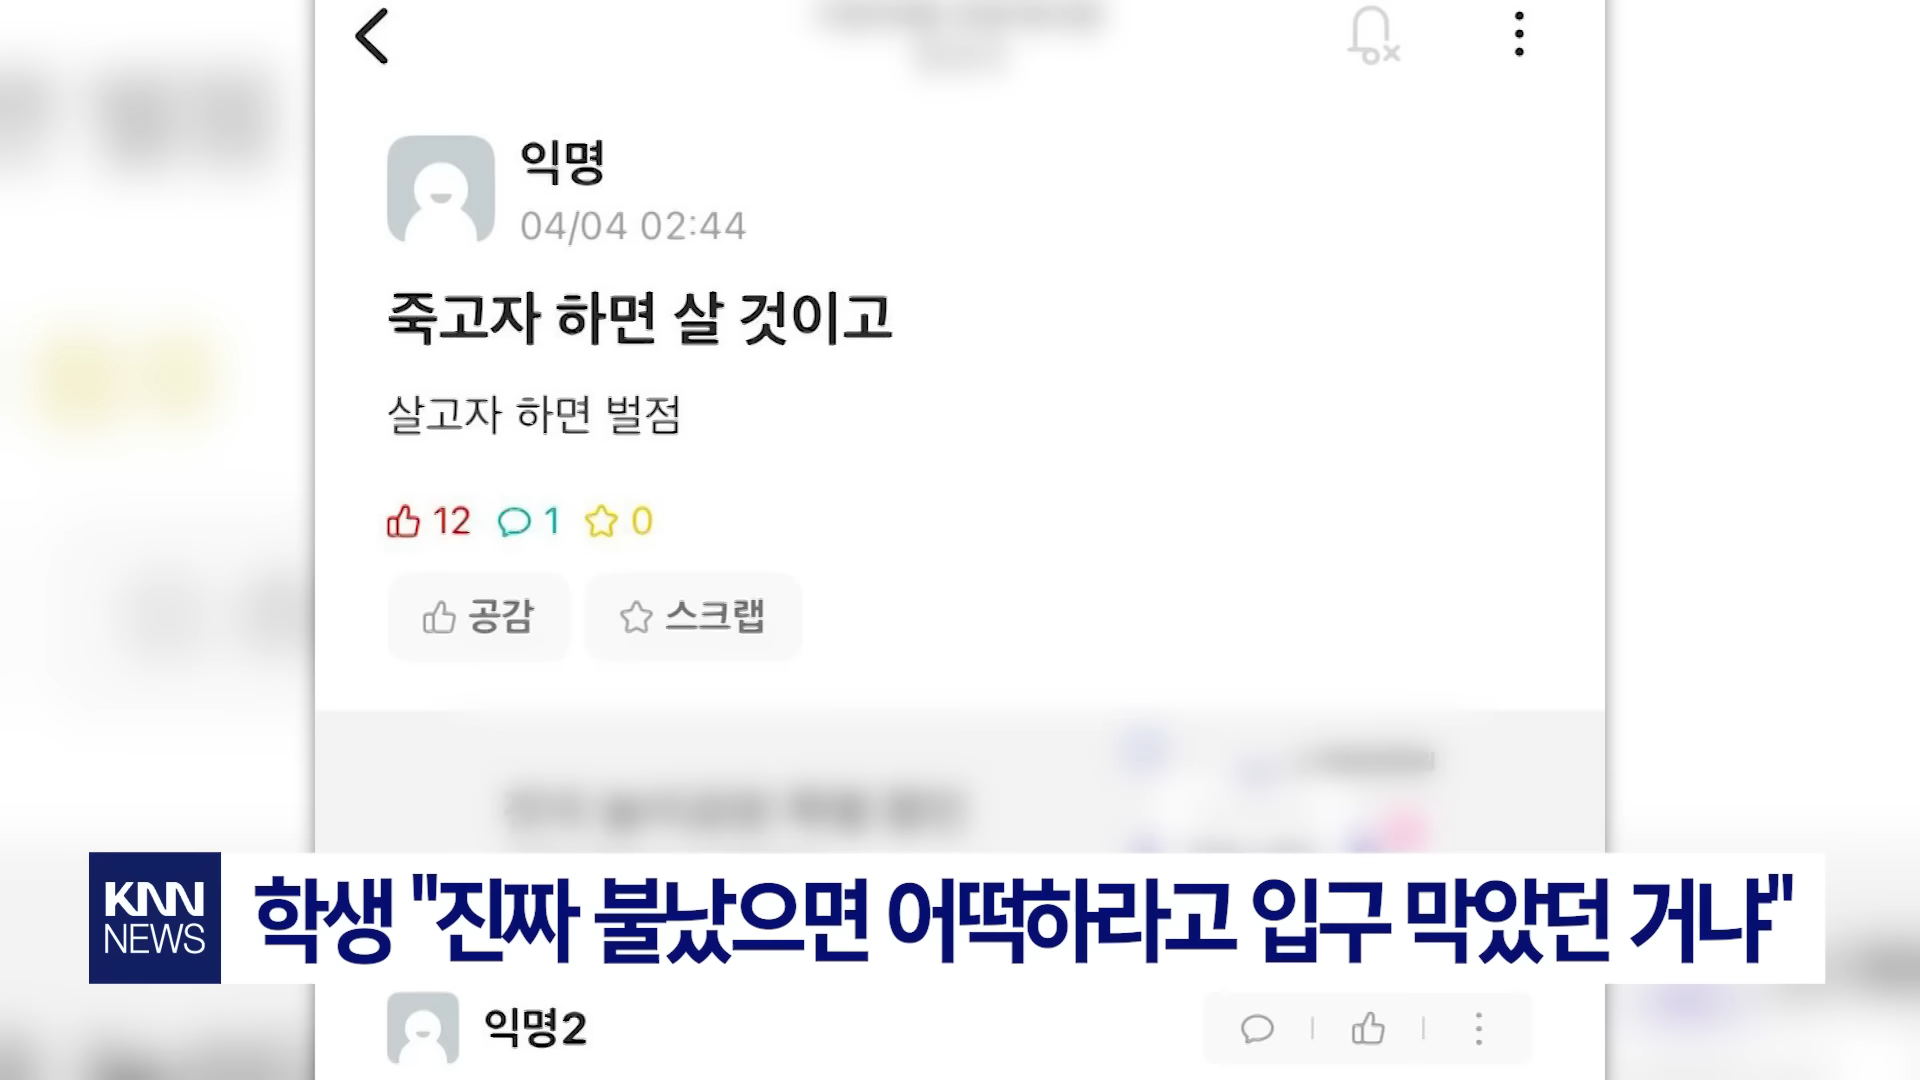 익명
04/04 02:44
죽고자 하면 살 것이고
살고자 하면 벌점
12 1 0
공감 스크랩
KNN NEWS
학생 "진짜 불났으면 어떡하라고 입구 막았던 거냐"
익명2